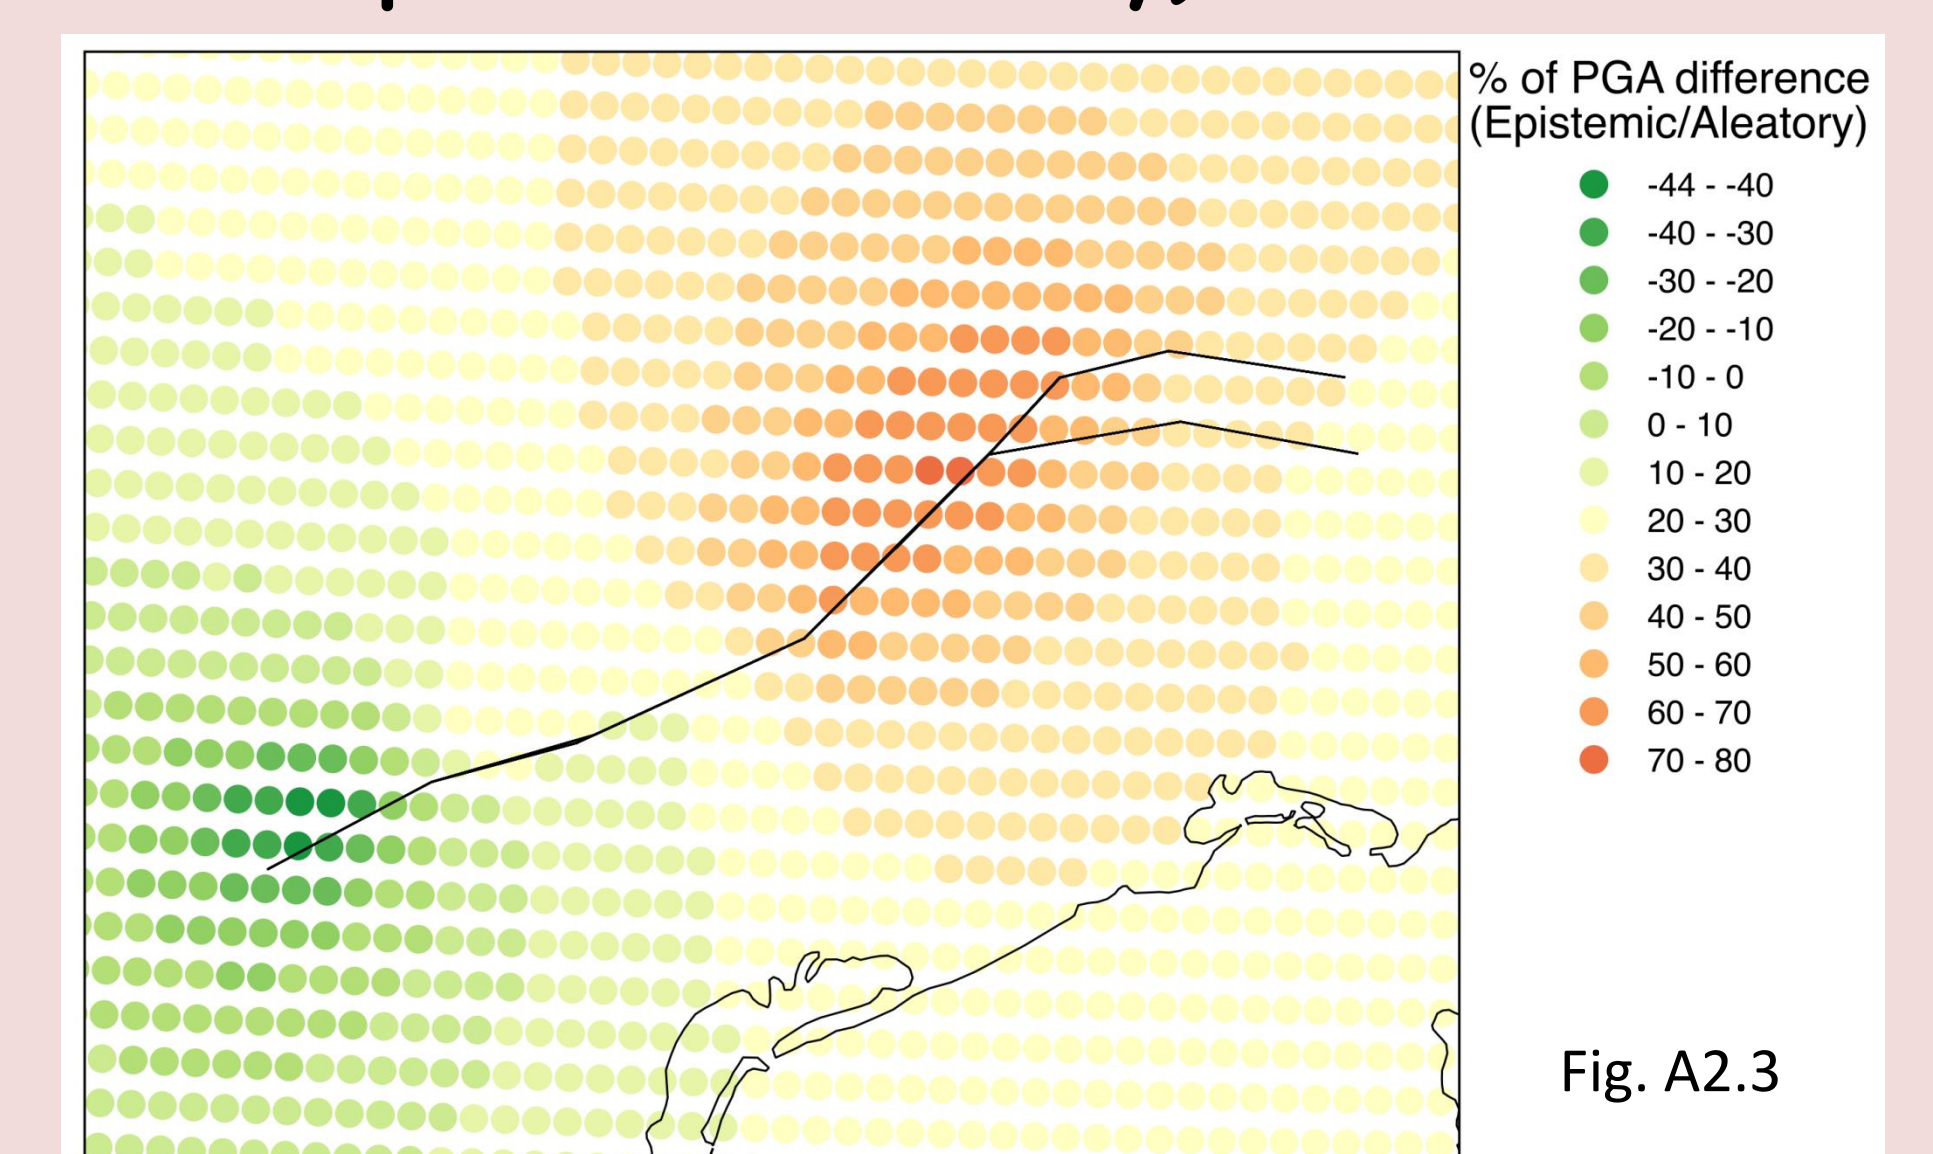 % of PGA difference
(Epistemic/Aleatory)
-44 - -40
-40 - -30
-30 - -20
-20 - -10
-10 - 0
0 - 10
10 - 20
20 - 30
30 - 40
40 - 50
50 - 60
60 - 70
70 - 80
Fig. A2.3